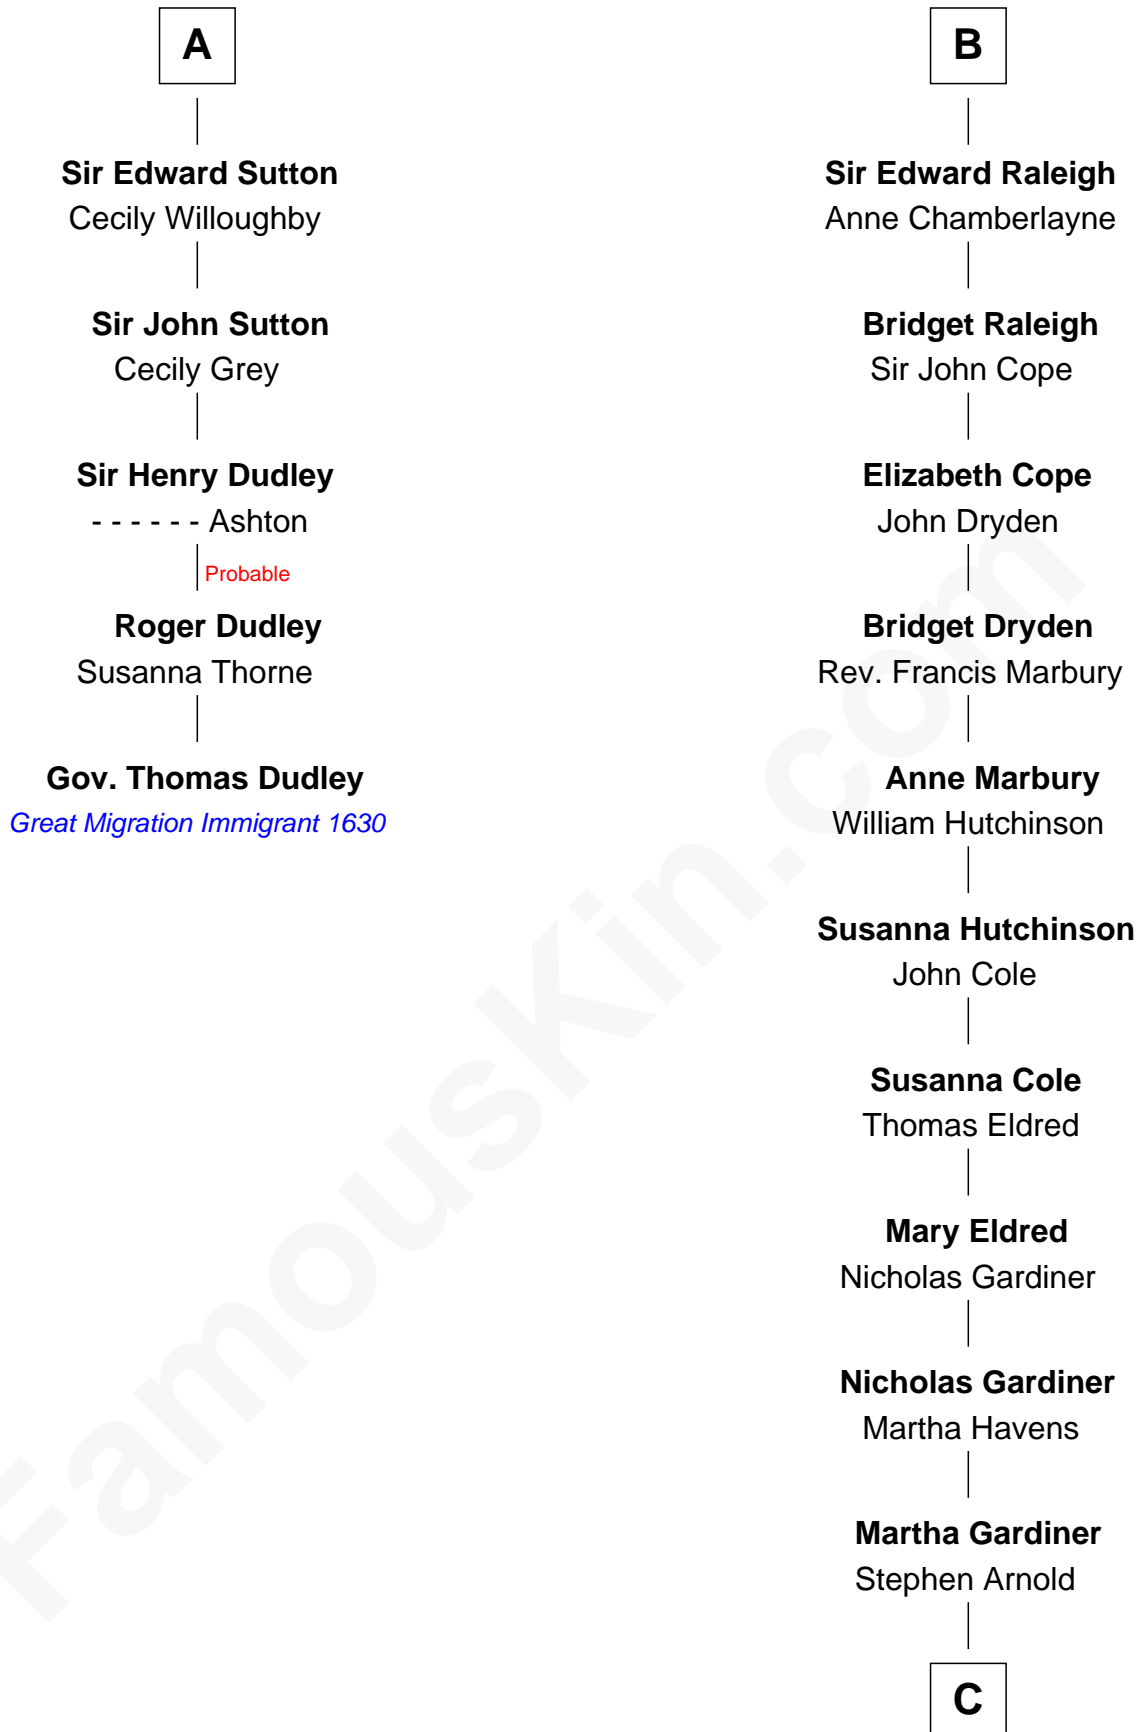 A
Sir Edward Sutton
Cecily Willoughby
Sir John Sutton
Cecily Grey
Sir Henry Dudley
- - - - - - Ashton
Probable
Roger Dudley
Susanna Thorne
Gov. Thomas Dudley
Great Migration Immigrant 1630
B
Sir Edward Raleigh
Anne Chamberlayne
Bridget Raleigh
Sir John Cope
Elizabeth Cope
John Dryden
Bridget Dryden
Rev. Francis Marbury
Anne Marbury
William Hutchinson
Susanna Hutchinson
John Cole
Susanna Cole
Thomas Eldred
Mary Eldred
Nicholas Gardiner
Nicholas Gardiner
Martha Havens
Martha Gardiner
Stephen Arnold
C
FamousKin.com